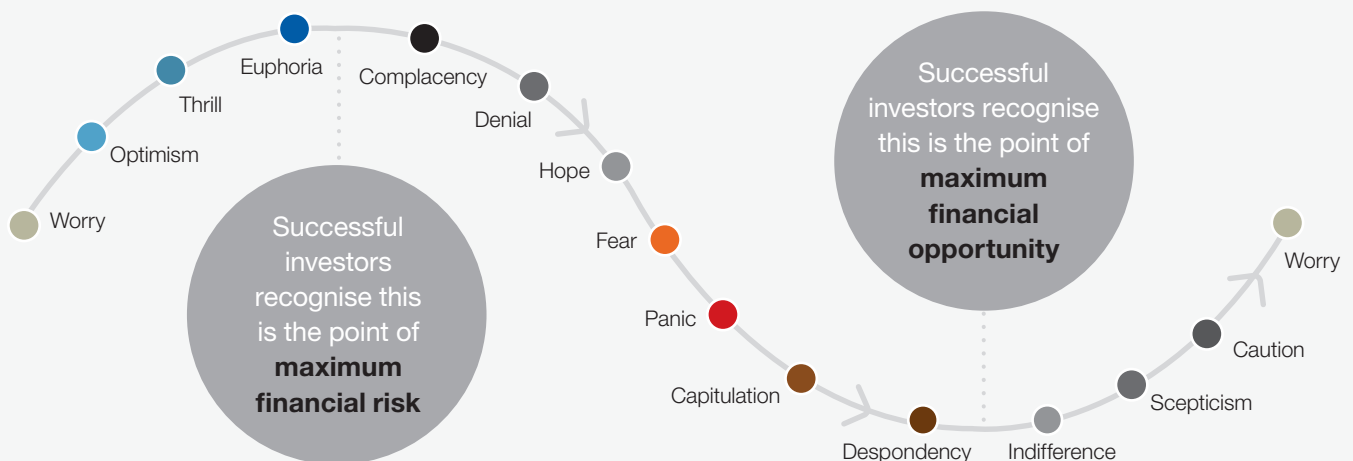 Worry
Optimism
Thrill
Euphoria
Complacency
Denial
Hope
Fear
Panic
Capitulation
Despondency
Indifference
Scepticism
Caution
Worry
Successful
investors
recognise this
is the point of
maximum
financial risk
Successful
investors recognise
this is the point of
maximum
financial
opportunity